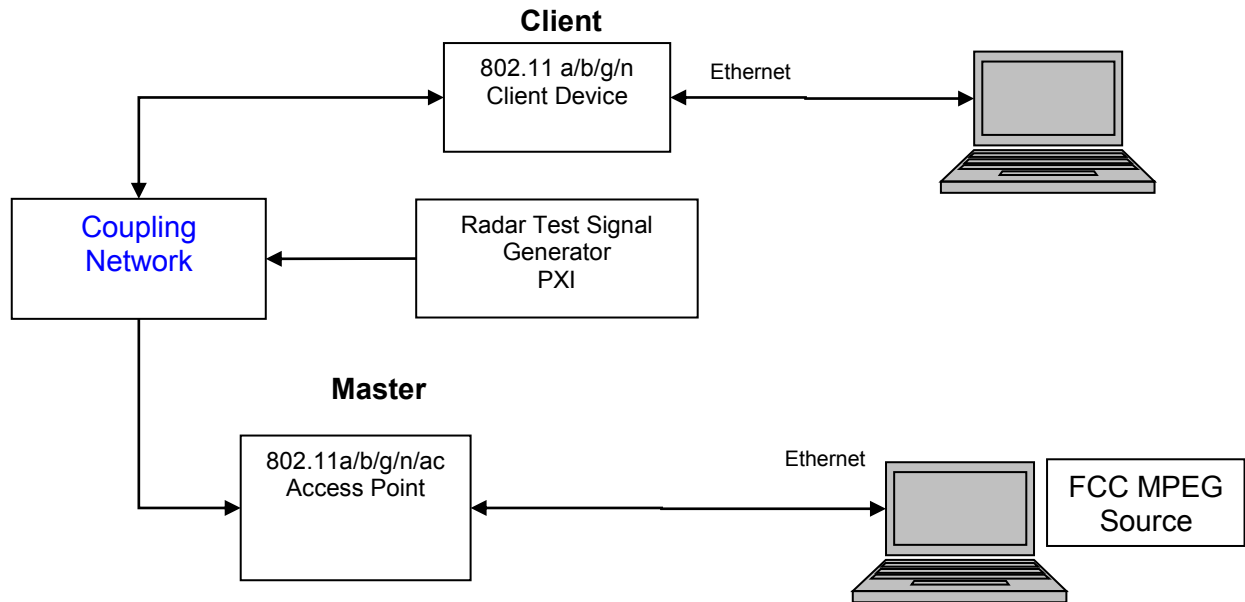 Client
802.11 a/b/g/n
Client Device
Ethernet
Coupling
Network
Radar Test Signal
Generator
PXI
Master
802.11a/b/g/n/ac
Access Point
Ethernet
FCC MPEG
Source